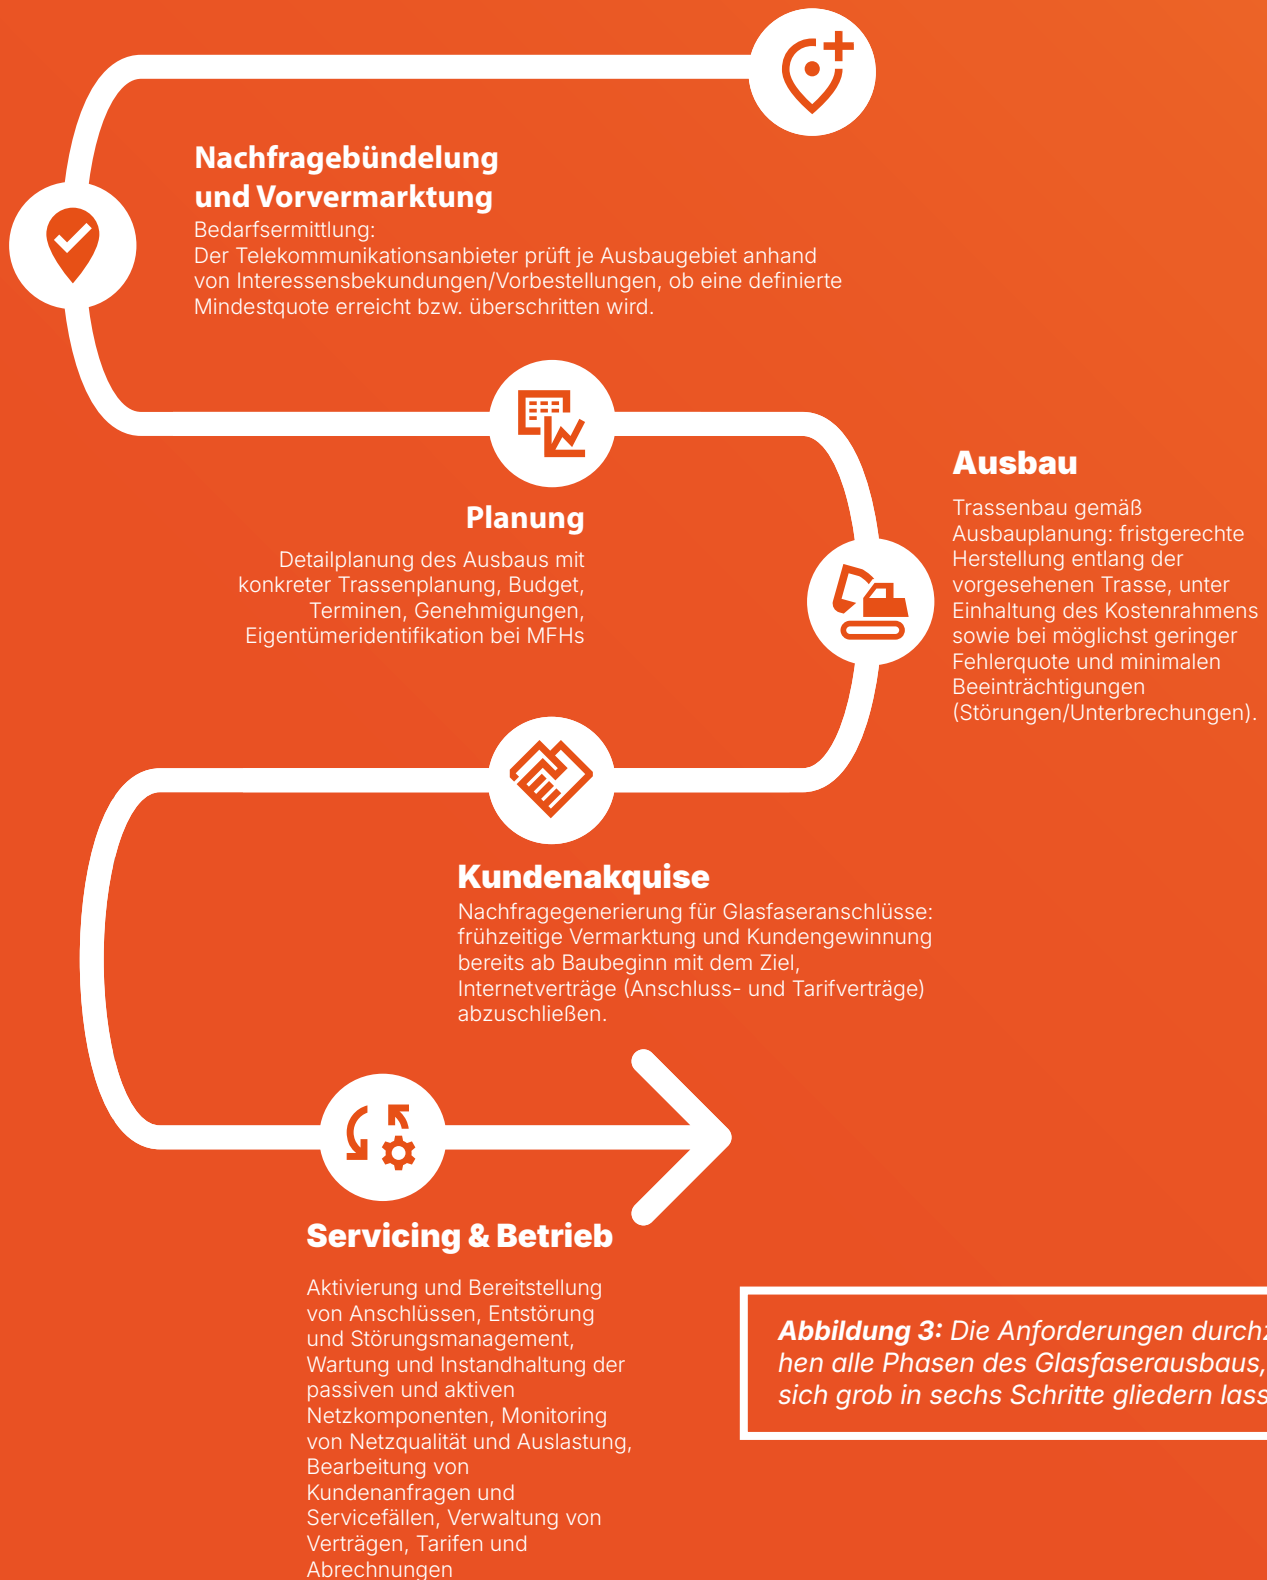 Nachfragebündelung
und Vorvermarktung
Bedarfsermittlung:
Der Telekommunikationsanbieter prüft je Ausbaugebiet anhand
von Interessensbekundungen/Vorbestellungen, ob eine definierte
Mindestquote erreicht bzw. überschritten wird.
Planung
Detailplanung des Ausbaus mit
konkreter Trassenplanung, Budget,
Terminen, Genehmigungen,
Eigentümeridentifikation bei MFHs
Ausbau
Trassenbau gemäß
Ausbauplanung: fristgerechte
Herstellung entlang der
vorgesehenen Trasse, unter
Einhaltung des Kostenrahmens
sowie bei möglichst geringer
Fehlerquote und minimalen
Beeinträchtigungen
(Störungen/Unterbrechungen).
Kundenakquise
Nachfragegenerierung für Glasfaseranschlüsse:
frühzeitige Vermarktung und Kundengewinnung
bereits ab Baubeginn mit dem Ziel,
Internetverträge (Anschluss- und Tarifverträge)
abzuschließen.
Servicing & Betrieb
Aktivierung und Bereitstellung
von Anschlüssen, Entstörung
und Störungsmanagement,
Wartung und Instandhaltung der
passiven und aktiven
Netzkomponenten, Monitoring
von Netzqualität und Auslastung,
Bearbeitung von
Kundenanfragen und
Servicefällen, Verwaltung von
Verträgen, Tarifen und
Abrechnungen
Abbildung 3: Die Anforderungen durchz
hen alle Phasen des Glasfaserausbaus,
sich grob in sechs Schritte gliedern lass